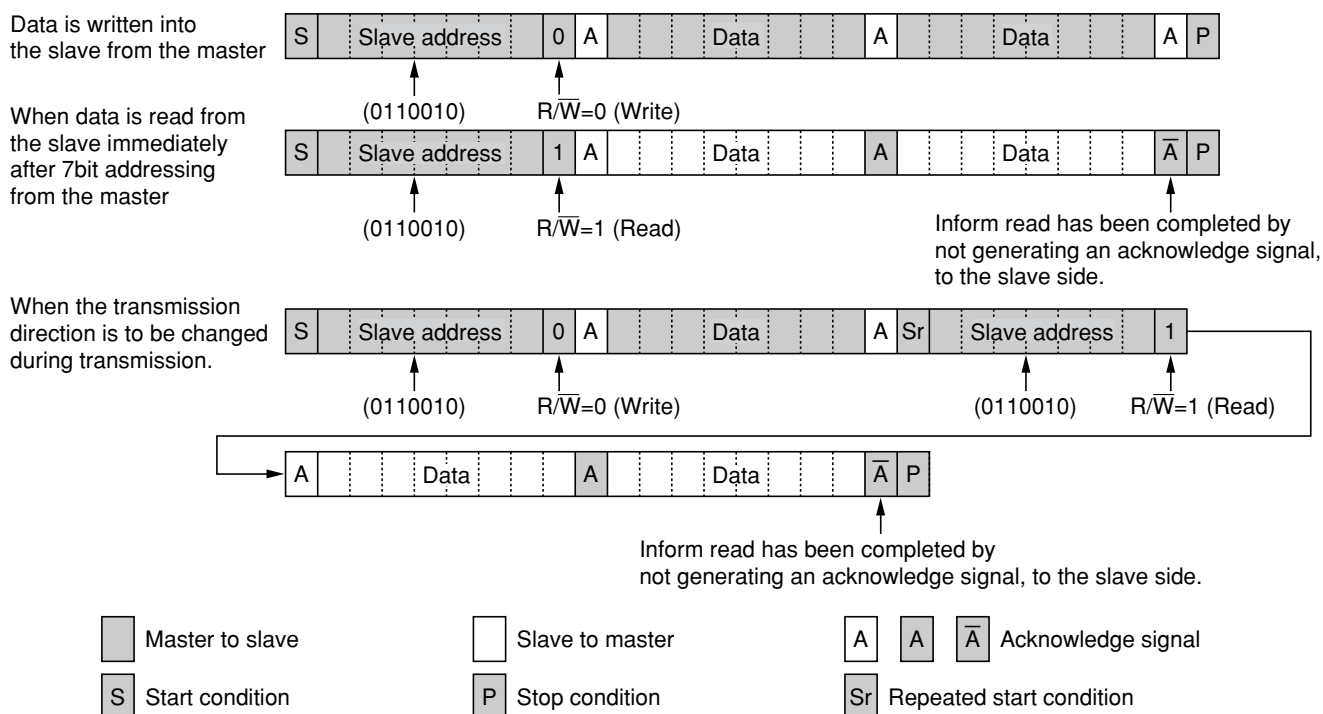 Data is written into
the slave from the master
S Slave address 0 A Data A Data A P
(0110010) R/W̅=0 (Write)
When data is read from
the slave immediately
after 7bit addressing
from the master
S Slave address 1 A Data A Data A̅ P
(0110010) R/W̅=1 (Read)
Inform read has been completed by
not generating an acknowledge signal,
to the slave side.
When the transmission
direction is to be changed
during transmission.
S Slave address 0 A Data A Sr Slave address 1
(0110010) R/W̅=0 (Write) (0110010) R/W̅=1 (Read)
A Data A Data A̅ P
Inform read has been completed by
not generating an acknowledge signal, to the slave side.
Master to slave Slave to master A A A̅ Acknowledge signal
S Start condition P Stop condition Sr Repeated start condition